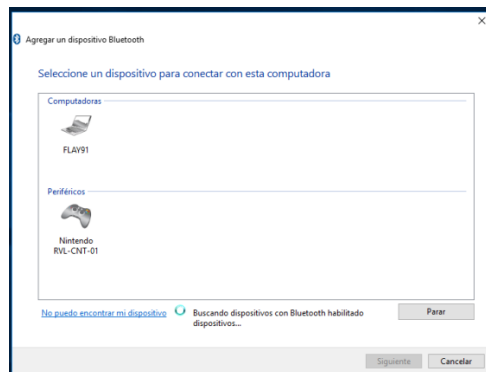 Agregar un dispositivo Bluetooth
Seleccione un dispositivo para conectar con esta computadora
Computadoras
FLAY91
Periféricos
Nintendo
RVL-CNT-01
No puedo encontrar mi dispositivo
Buscando dispositivos con Bluetooth habilitado
dispositivos...
Parar
Siguiente
Cancelar